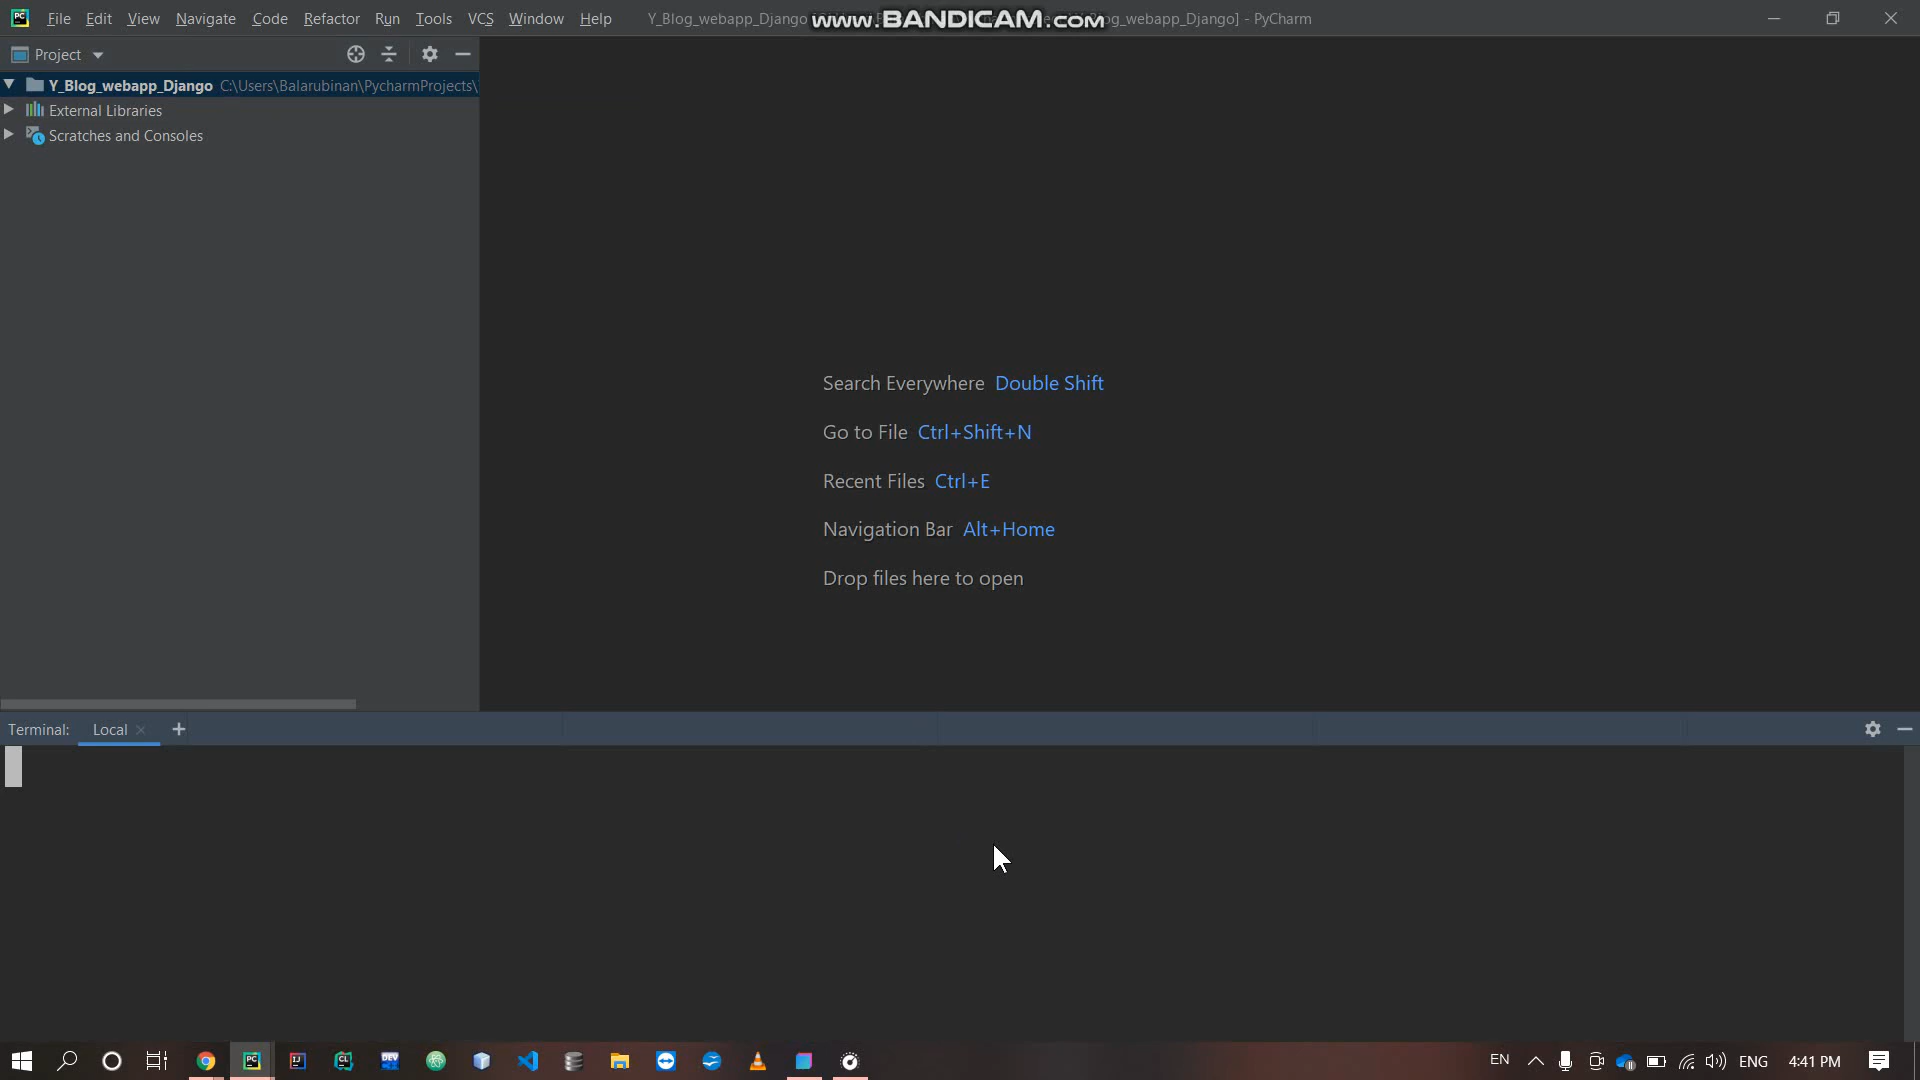 File Edit View Navigate Code Refactor Run Tools VCS Window Help Y_Blog_webapp_Django www.BANDICAM.com _Blog_webapp_Django] - PyCharm
Project
Y_Blog_webapp_Django C:\Users\Balarubinan\PycharmProjects\
External Libraries
Scratches and Consoles
Search Everywhere Double Shift
Go to File Ctrl+Shift+N
Recent Files Ctrl+E
Navigation Bar Alt+Home
Drop files here to open
Terminal: Local
EN ENG 4:41 PM